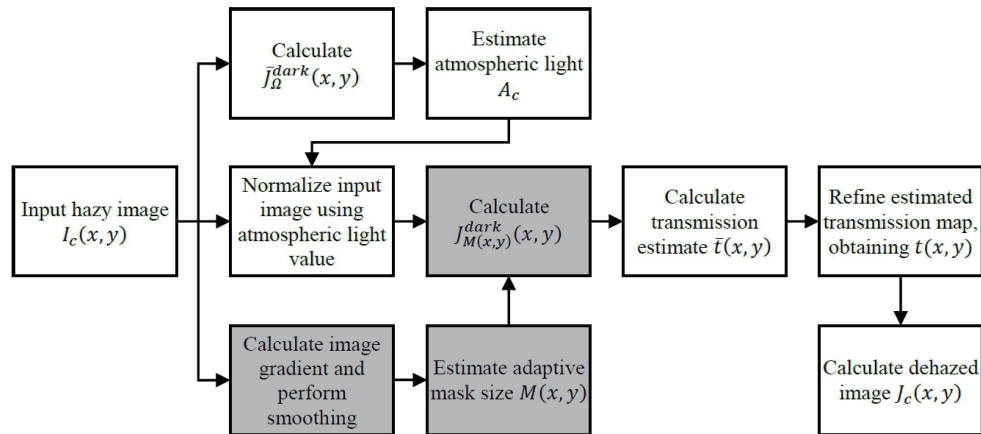 Calculate
J̄_Ω^dark(x, y)
Estimate
atmospheric light
A_c
Input hazy image
I_c(x, y)
Normalize input
image using
atmospheric light
value
Calculate
J_M(x,y)^dark(x, y)
Calculate
transmission
estimate t̄(x, y)
Refine estimated
transmission map,
obtaining t(x, y)
Calculate image
gradient and
perform
smoothing
Estimate adaptive
mask size M(x, y)
Calculate dehazed
image J_c(x, y)